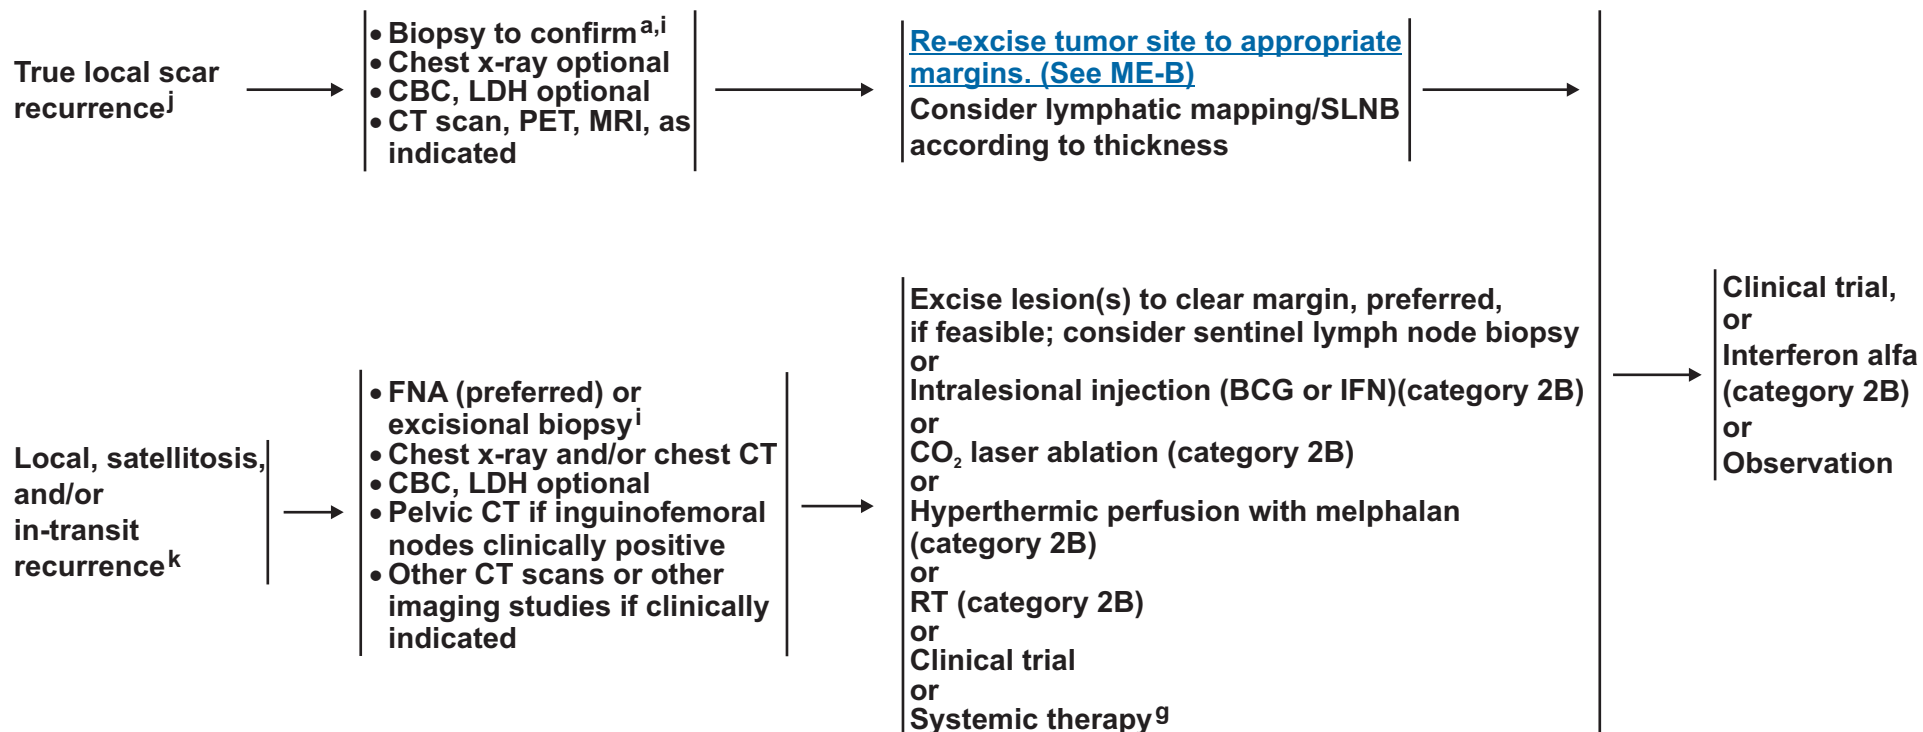 True local scar
recurrence j
• Biopsy to confirm a,i
• Chest x-ray optional
• CBC, LDH optional
• CT scan, PET, MRI, as
indicated
Re-excise tumor site to appropriate
margins. (See ME-B)
Consider lymphatic mapping/SLNB
according to thickness
Local, satellitosis,
and/or
in-transit
recurrence k
• FNA (preferred) or
excisional biopsy i
• Chest x-ray and/or chest CT
• CBC, LDH optional
• Pelvic CT if inguinofemoral
nodes clinically positive
• Other CT scans or other
imaging studies if clinically
indicated
Excise lesion(s) to clear margin, preferred,
if feasible; consider sentinel lymph node biopsy
or
Intralesional injection (BCG or IFN)(category 2B)
or
CO2 laser ablation (category 2B)
or
Hyperthermic perfusion with melphalan
(category 2B)
or
RT (category 2B)
or
Clinical trial
or
Systemic therapy g
Clinical trial,
or
Interferon alfa
(category 2B)
or
Observation